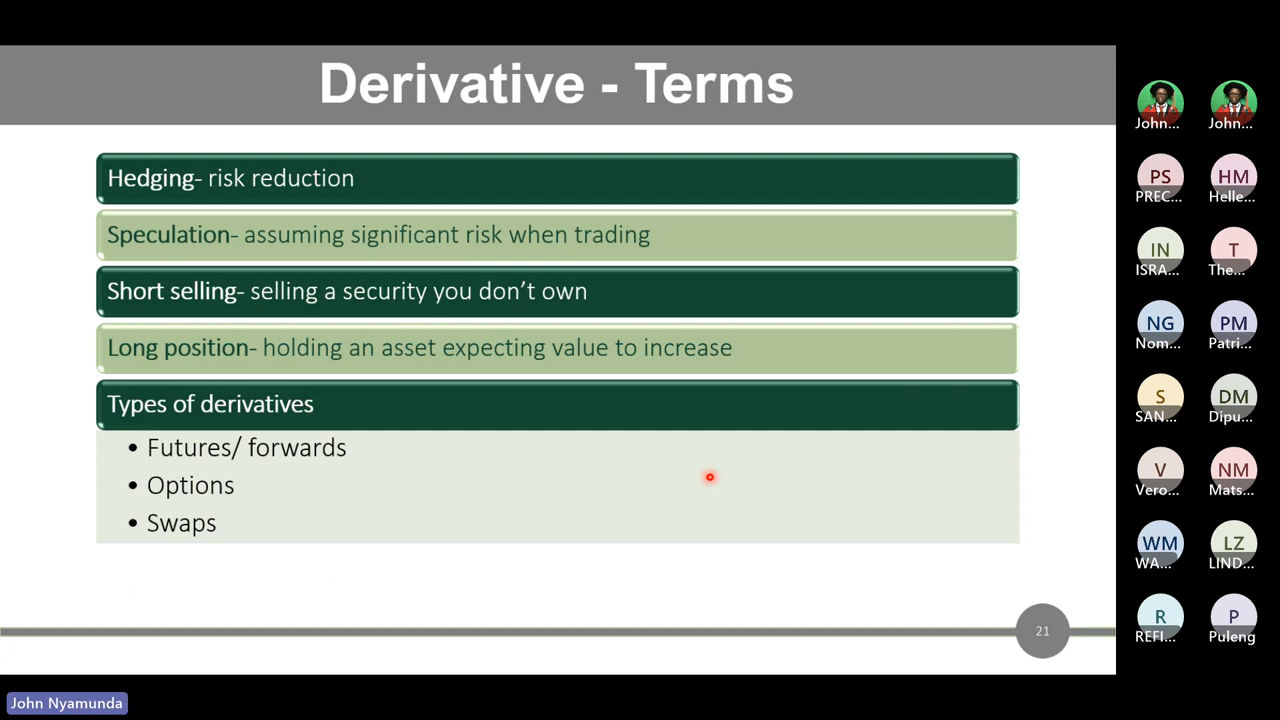 Derivative - Terms
Hedging- risk reduction
Speculation- assuming significant risk when trading
Short selling- selling a security you don't own
Long position- holding an asset expecting value to increase
Types of derivatives
• Futures/ forwards
• Options
• Swaps
21
John...
John...
PS
PREC...
HM
Helle...
IN
ISRA...
T
The...
NG
Nom...
PM
Patri...
S
SAN...
DM
Dipu...
V
Vero...
NM
Mats...
WM
WA...
LZ
LIND...
R
REFI...
P
Puleng
John Nyamunda